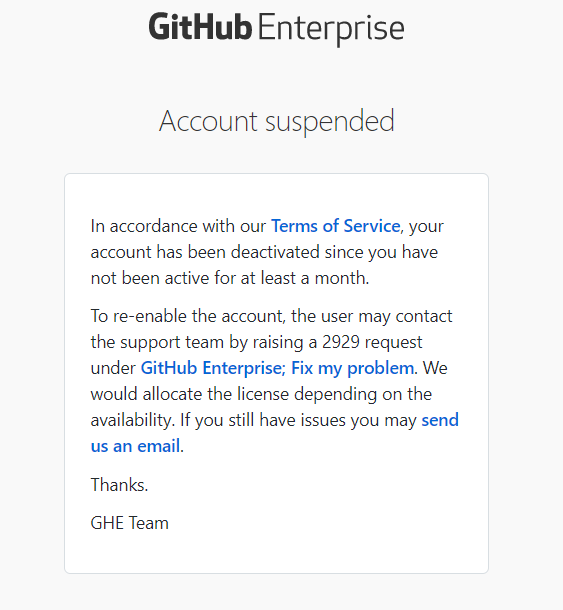 GitHub Enterprise
Account suspended
In accordance with our Terms of Service, your
account has been deactivated since you have
not been active for at least a month.
To re-enable the account, the user may contact
the support team by raising a 2929 request
under GitHub Enterprise; Fix my problem. We
would allocate the license depending on the
availability. If you still have issues you may send
us an email.
Thanks.
GHE Team